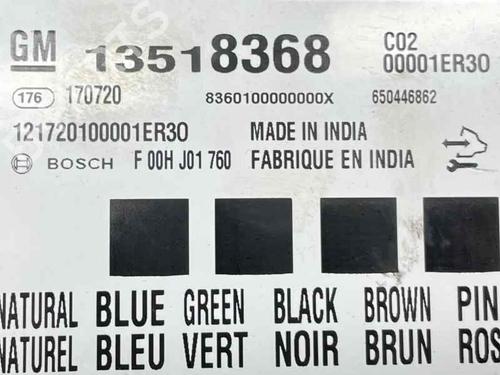 GM 13518368 C02
00001ER30
176 170720 8360100000000X 650446862
121720100001ER30 MADE IN INDIA
BOSCH F 00H J01 760 FABRIQUE EN INDIA
NATURAL BLUE GREEN BLACK BROWN PIN
NATUREL BLEU VERT NOIR BRUN ROS